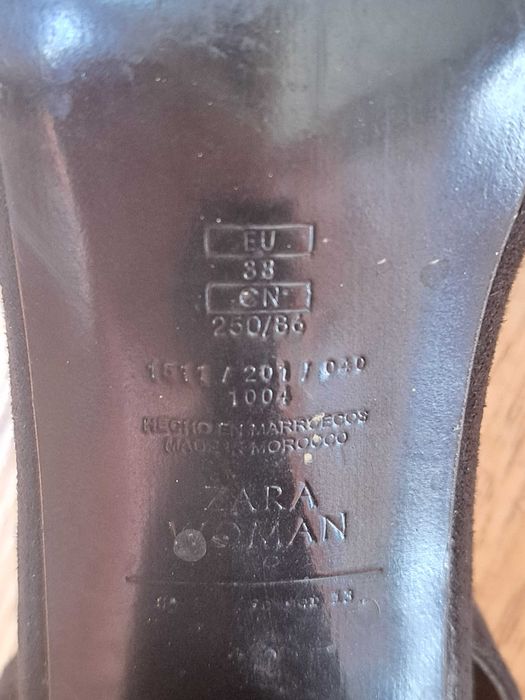 EU
38
CN
250/86
1511 / 201 / 040
1004
HECHO EN MARRUECOS
MADE IN MOROCCO
ZARA
WOMAN